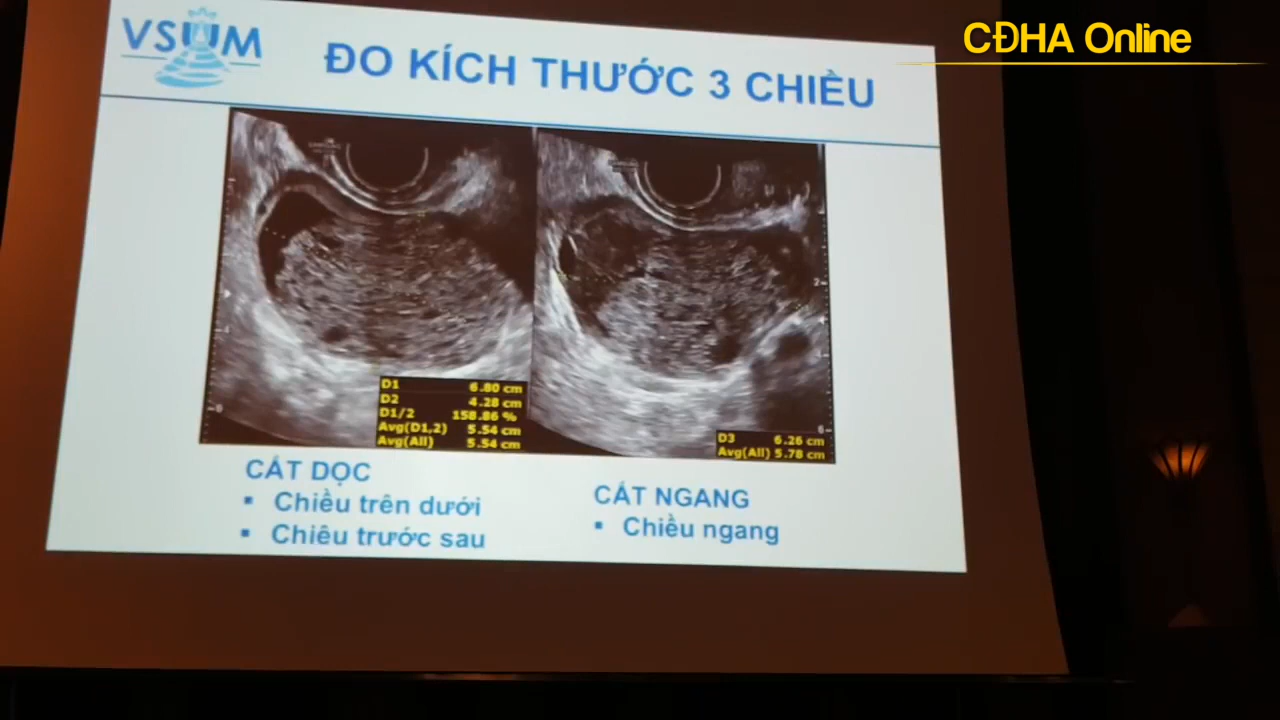 VSUM
CĐHA Online
ĐO KÍCH THƯỚC 3 CHIỀU
D1 6.80 cm
D2 4.28 cm
D1/2 158.86 %
Avg(D1,2) 5.54 cm
Avg(All) 5.54 cm
2
6
D3 6.26 cm
Avg(All) 5.78 cm
CẮT DỌC
▪ Chiều trên dưới
▪ Chiều trước sau
CẮT NGANG
▪ Chiều ngang